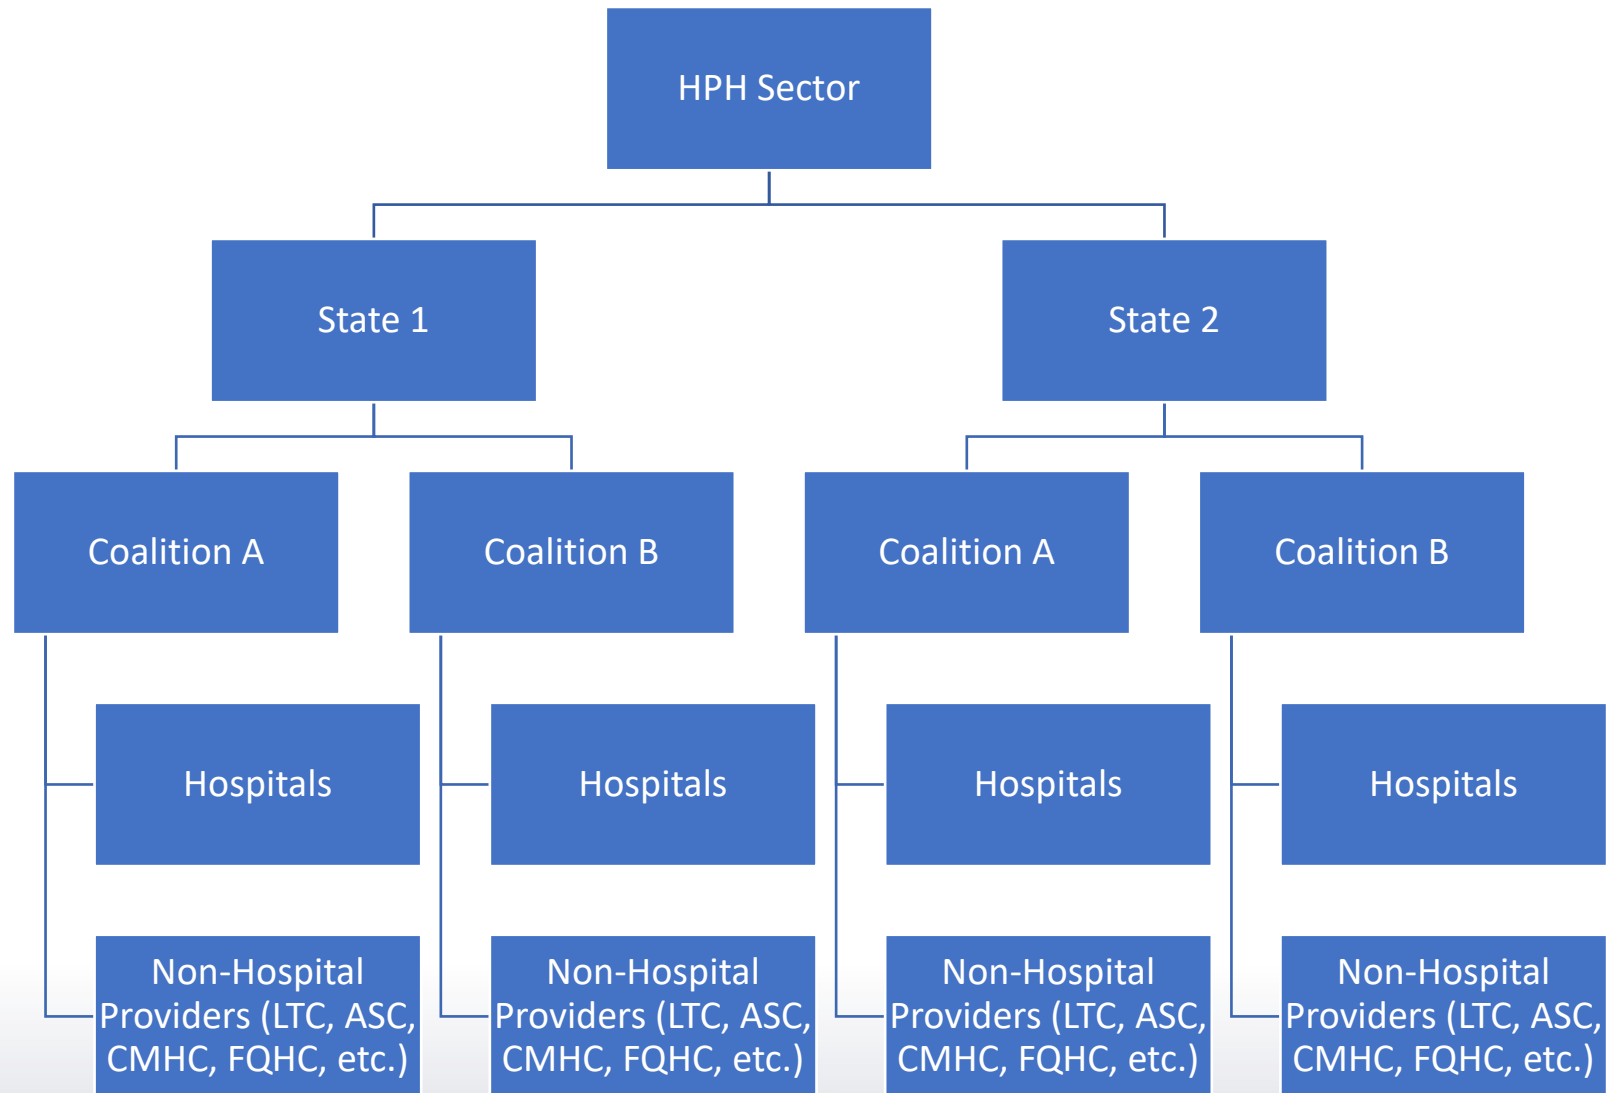 HPH Sector
State 1
State 2
Coalition A
Coalition B
Coalition A
Coalition B
Hospitals
Hospitals
Hospitals
Hospitals
Non-Hospital
Providers (LTC, ASC,
CMHC, FQHC, etc.)
Non-Hospital
Providers (LTC, ASC,
CMHC, FQHC, etc.)
Non-Hospital
Providers (LTC, ASC,
CMHC, FQHC, etc.)
Non-Hospital
Providers (LTC, ASC,
CMHC, FQHC, etc.)